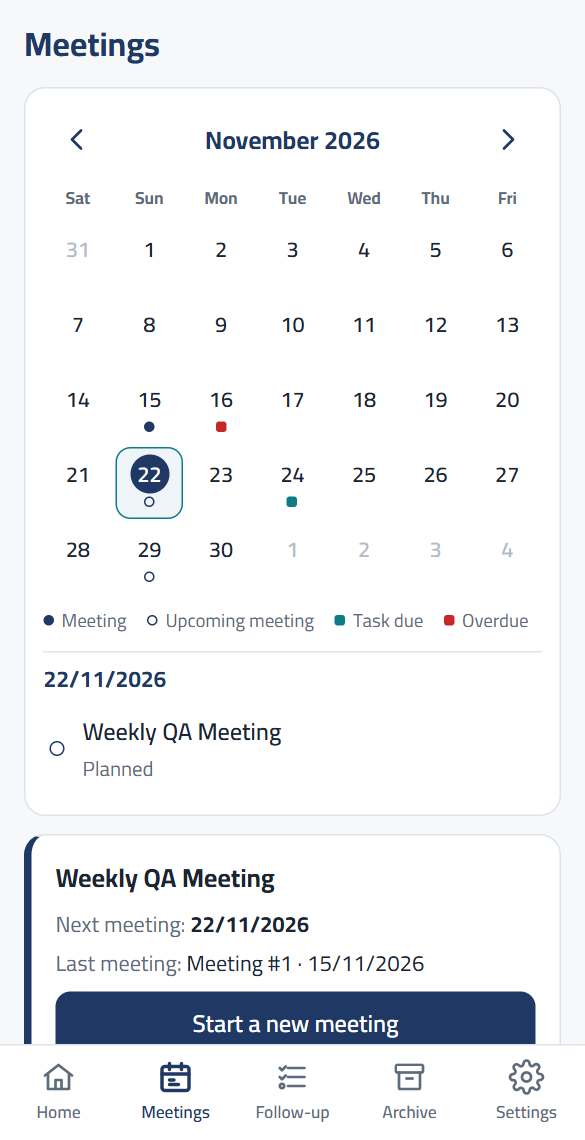 Meetings
November 2026
Sat Sun Mon Tue Wed Thu Fri
31 1 2 3 4 5 6
7 8 9 10 11 12 13
14 15 16 17 18 19 20
21 22 23 24 25 26 27
28 29 30 1 2 3 4
Meeting Upcoming meeting Task due Overdue
22/11/2026
Weekly QA Meeting
Planned
Weekly QA Meeting
Next meeting: 22/11/2026
Last meeting: Meeting #1 · 15/11/2026
Start a new meeting
Home Meetings Follow-up Archive Settings